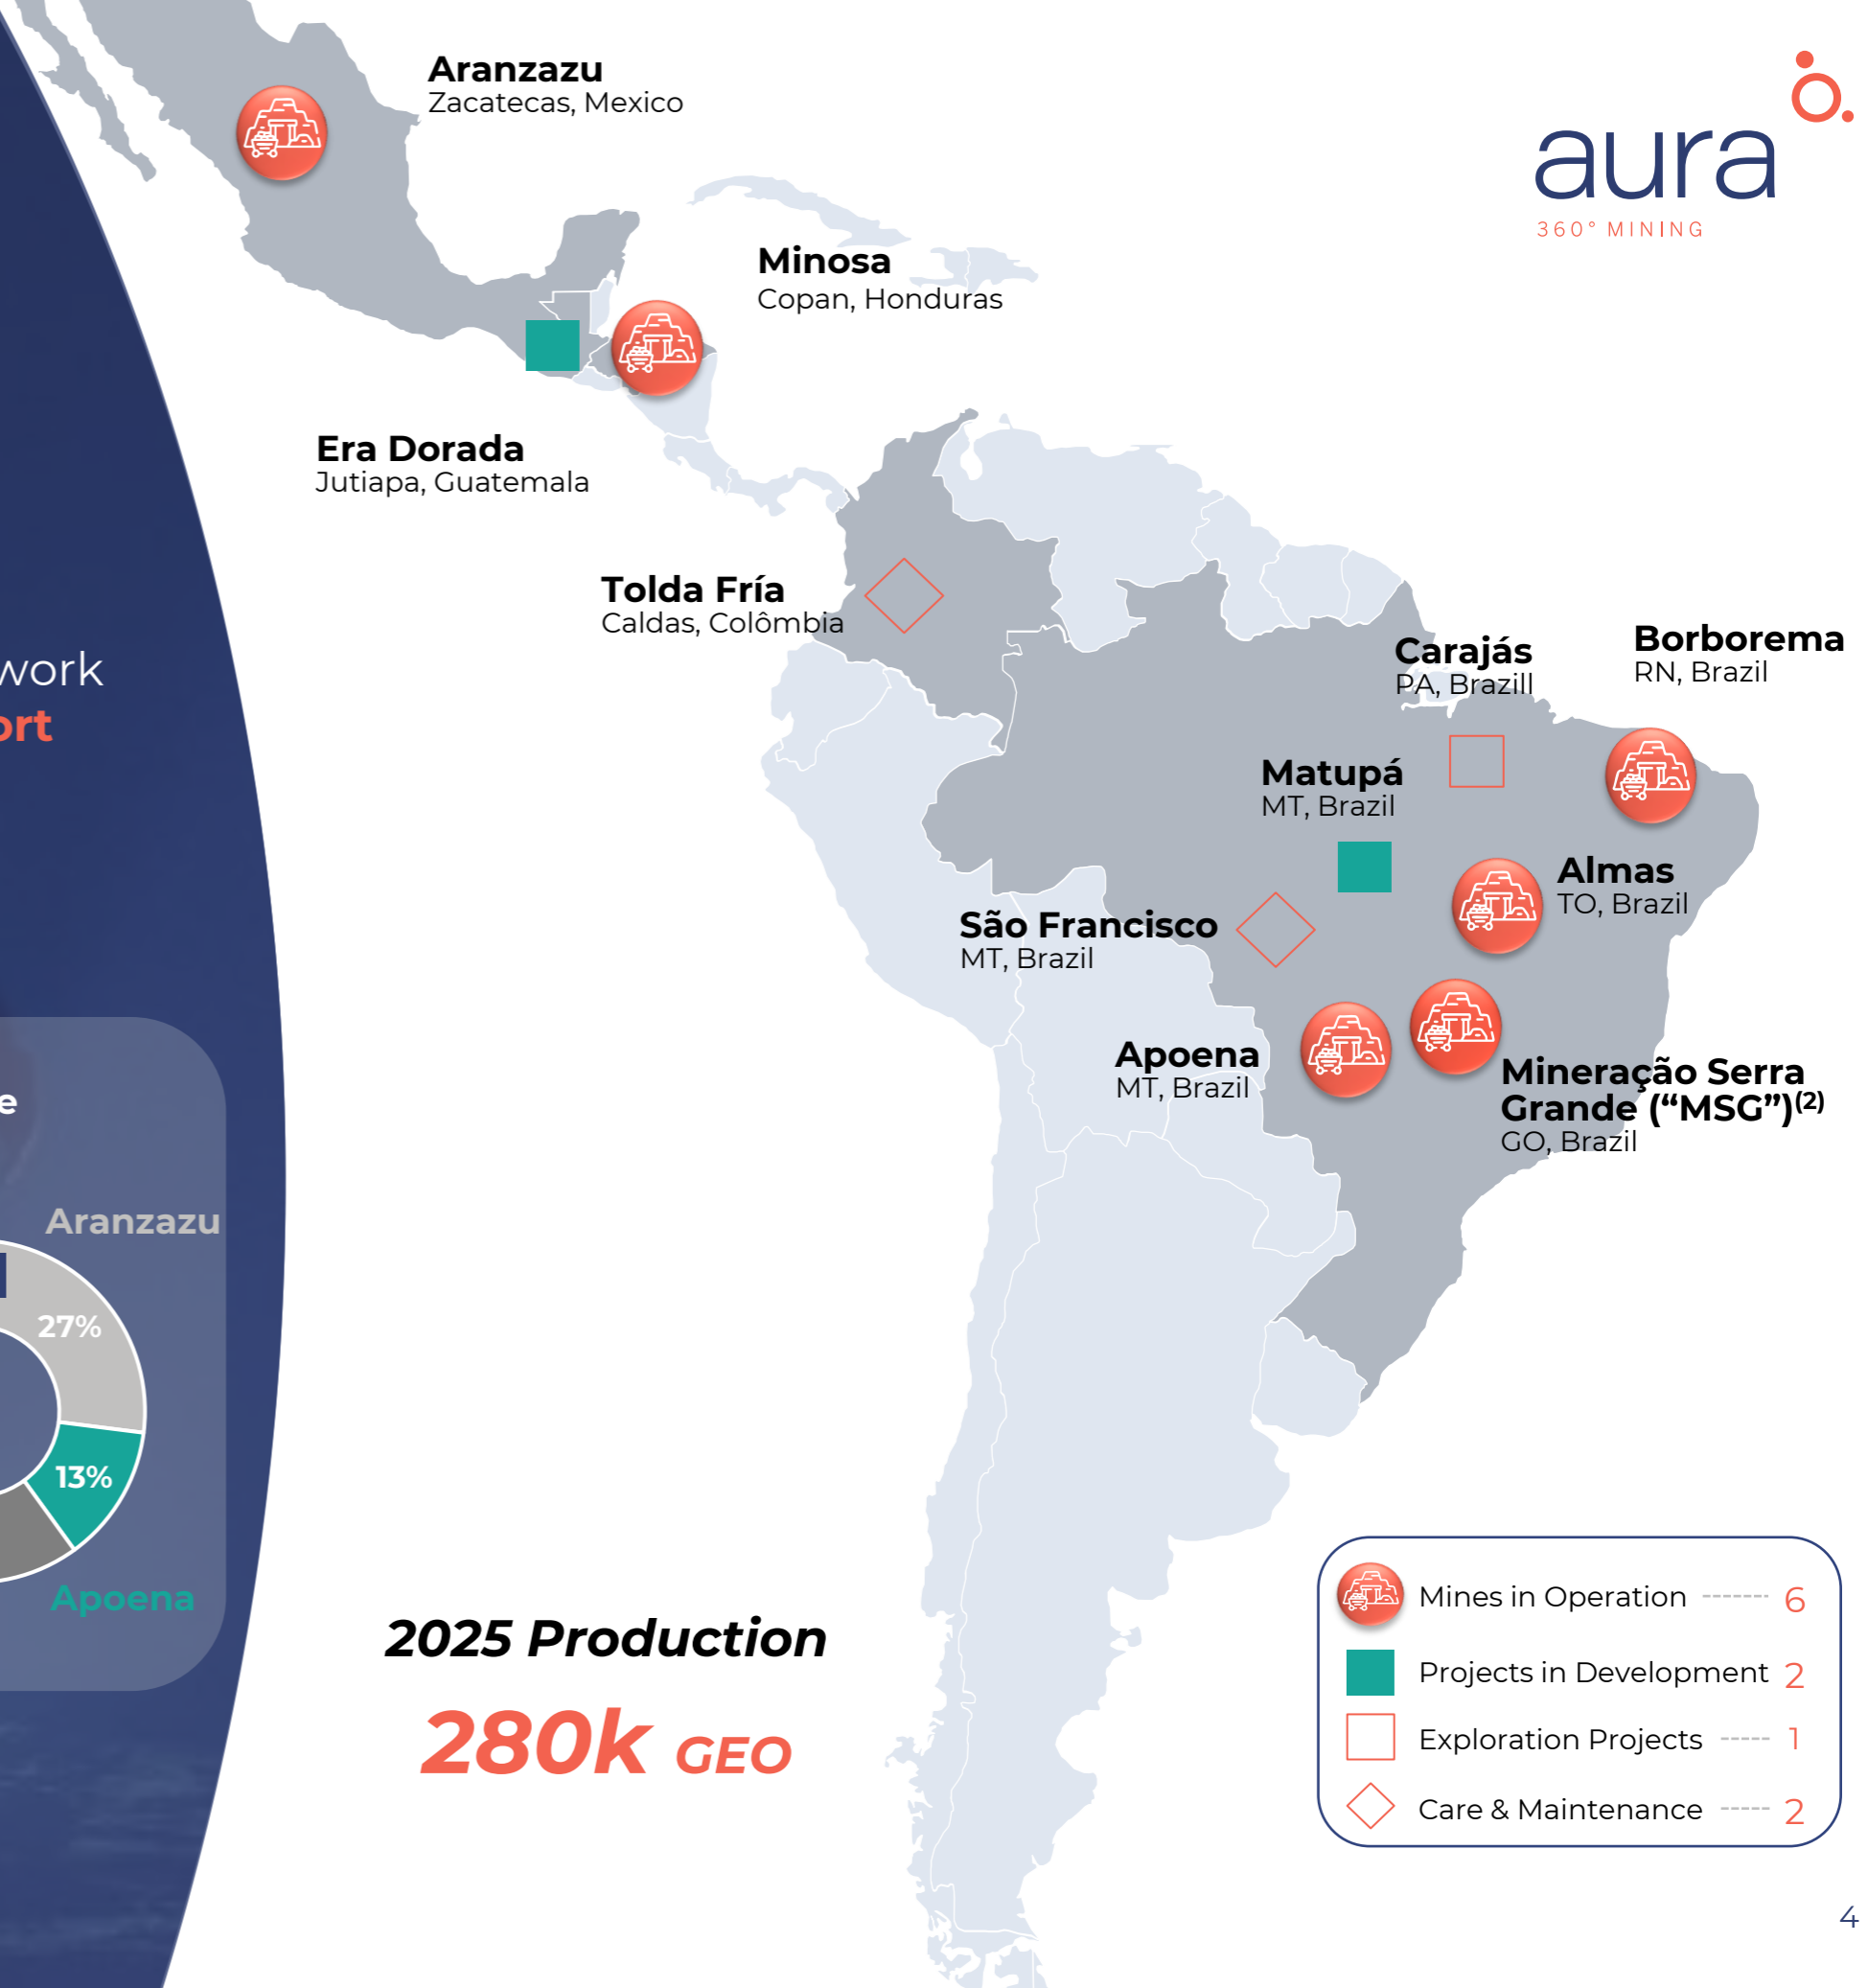 Aranzazu
Zacatecas, Mexico
aura
360° MINING
Minosa
Copan, Honduras
Era Dorada
Jutiapa, Guatemala
Tolda Fría
Caldas, Colômbia
Carajás
PA, Brazill
Borborema
RN, Brazil
Matupá
MT, Brazil
Almas
TO, Brazil
São Francisco
MT, Brazil
Apoena
MT, Brazil
Mineração Serra
Grande (“MSG”)(2)
GO, Brazil
Aranzazu
27%
13%
Apoena
2025 Production
280k GEO
Mines in Operation 6
Projects in Development 2
Exploration Projects 1
Care & Maintenance 2
4